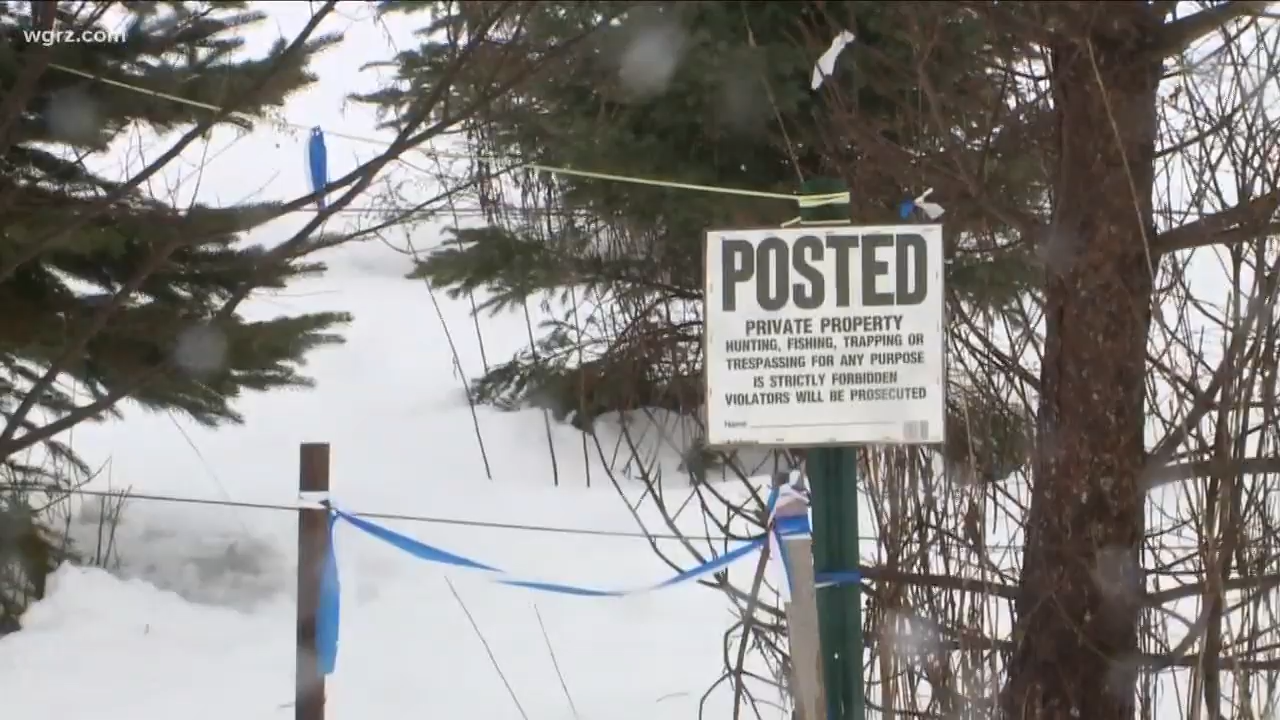 wgrz.com
POSTED
PRIVATE PROPERTY
HUNTING, FISHING, TRAPPING OR
TRESPASSING FOR ANY PURPOSE
IS STRICTLY FORBIDDEN
VIOLATORS WILL BE PROSECUTED
Name